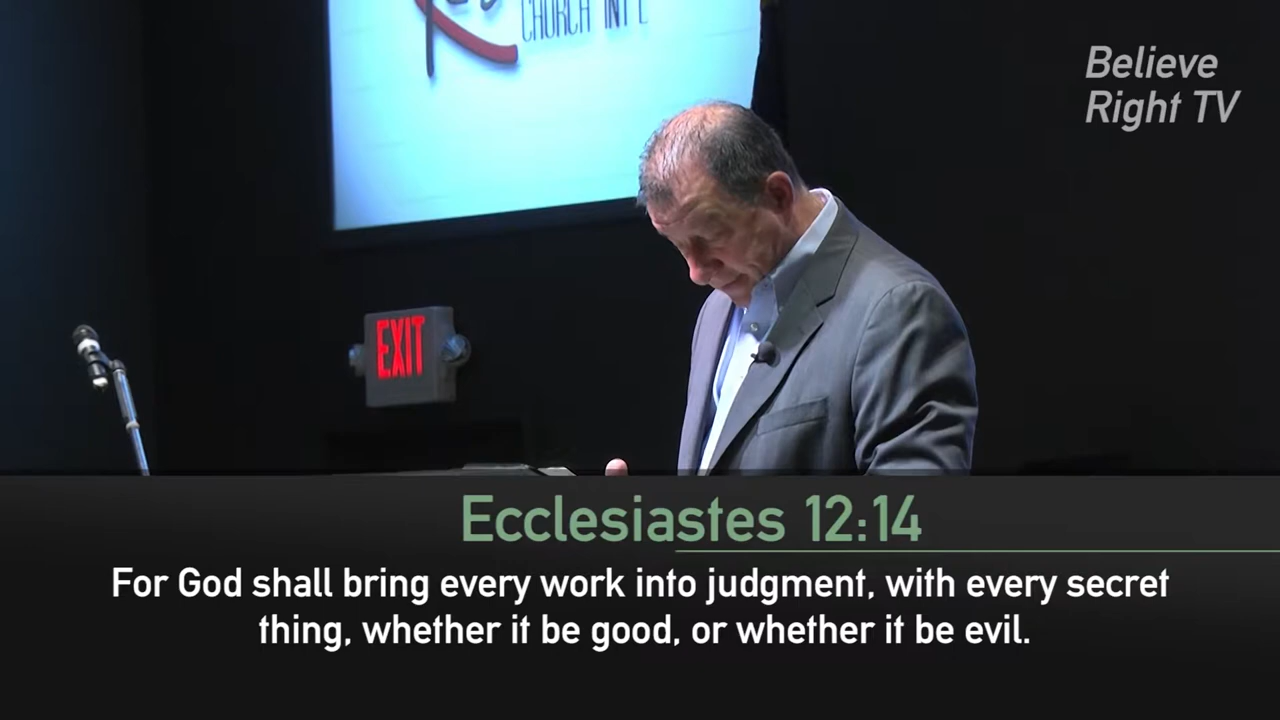 CHURCH INT'L
Believe
Right TV
EXIT
Ecclesiastes 12:14
For God shall bring every work into judgment, with every secret
thing, whether it be good, or whether it be evil.